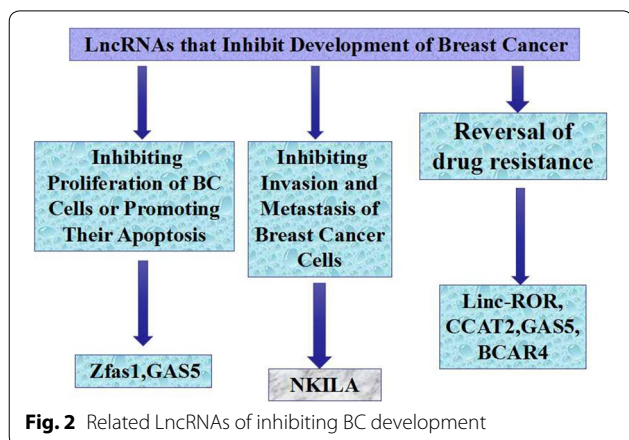 LncRNAs that Inhibit Development of Breast Cancer
Inhibiting
Proliferation of BC
Cells or Promoting
Their Apoptosis
Inhibiting
Invasion and
Metastasis of
Breast Cancer
Cells
Reversal of
drug resistance
Zfas1,GAS5
NKILA
Linc-ROR,
CCAT2,GAS5,
BCAR4
Fig. 2 Related LncRNAs of inhibiting BC development